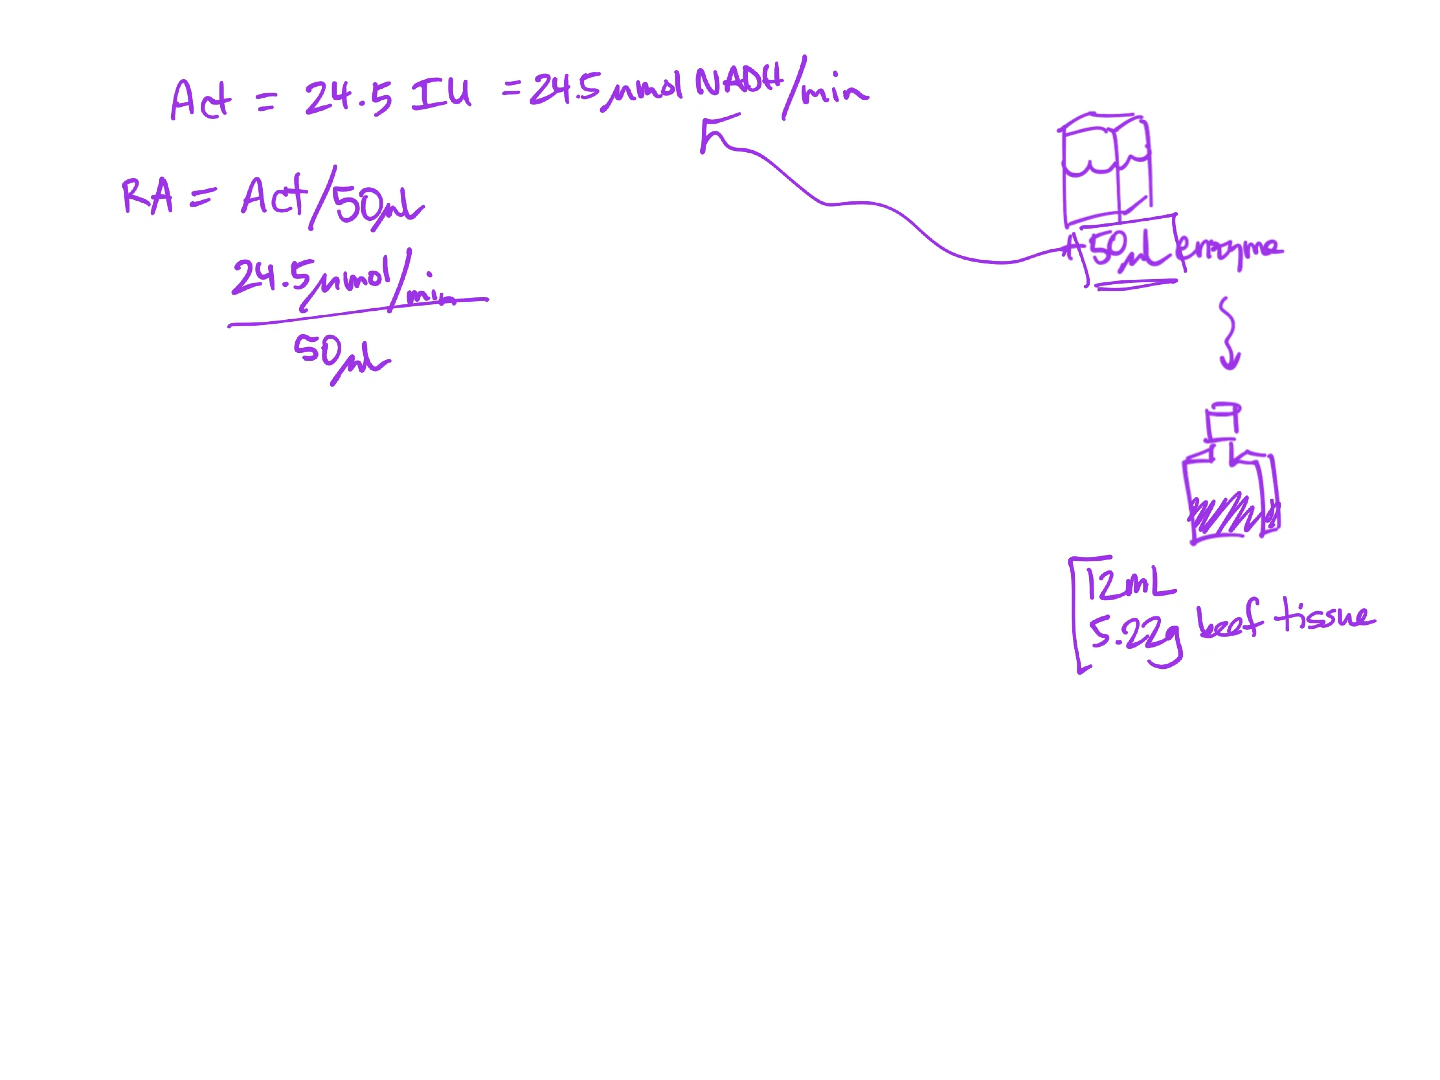 Act = 24.5 IU = 24.5 µmol NADH/min
RA = Act/50µL
24.5 µmol/min
50µL
+ 50µL enzyme
12mL
5.22g beef tissue